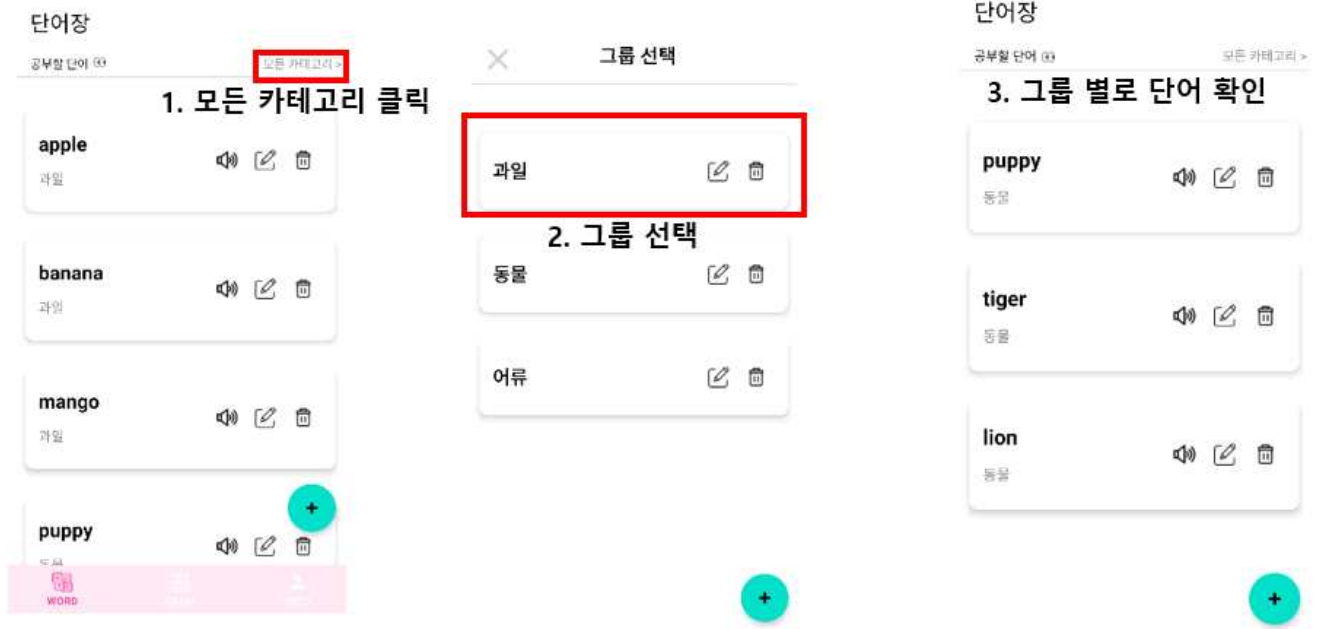 단어장
공부할 단어
모든 카테고리 >
1. 모든 카테고리 클릭
apple
과일
banana
과일
mango
과일
puppy
동물
WORD
그룹 선택
과일
2. 그룹 선택
동물
어류
+
단어장
공부할 단어
모든 카테고리 >
3. 그룹 별로 단어 확인
puppy
동물
tiger
동물
lion
동물